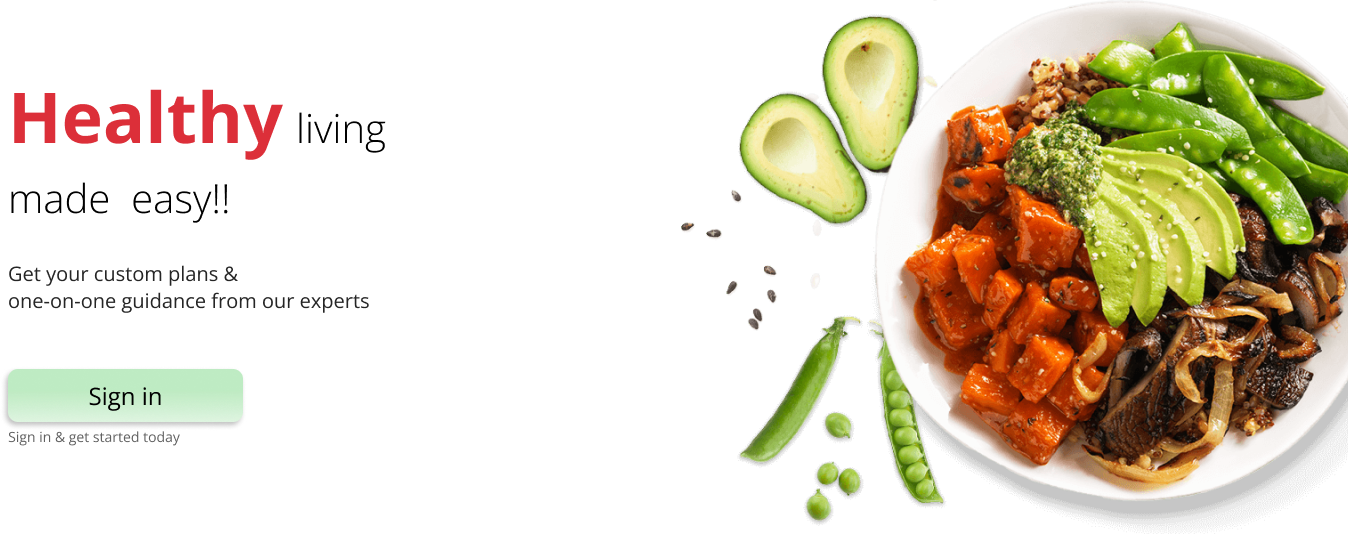 Healthy living
made easy!!
Get your custom plans &
one-on-one guidance from our experts
Sign in
Sign in & get started today